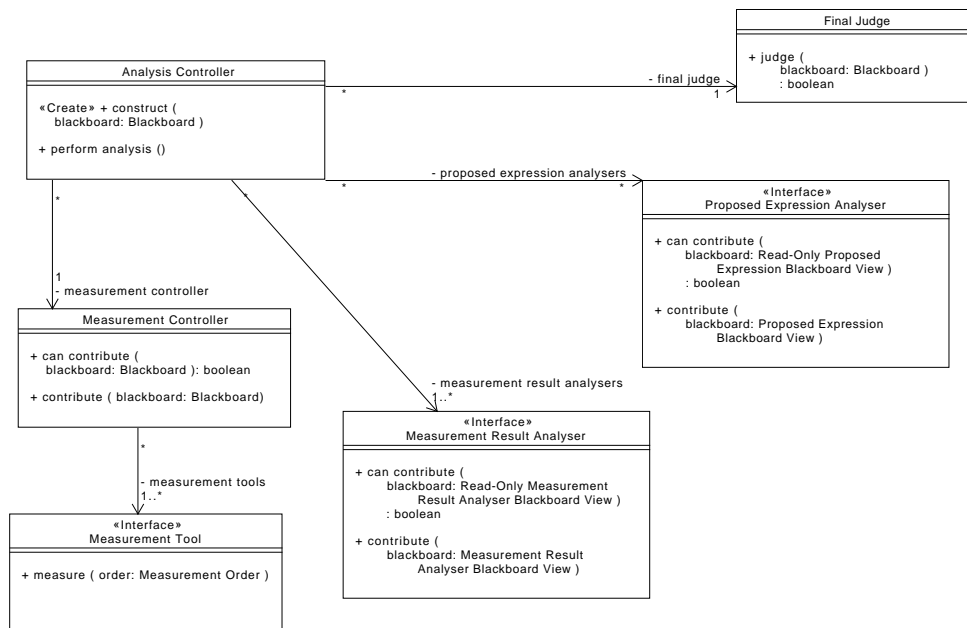 Final Judge
+ judge (
blackboard: Blackboard )
: boolean
Analysis Controller
«Create» + construct (
blackboard: Blackboard )
+ perform analysis ()
- final judge
*
1
- proposed expression analysers
*
*
*
*
«Interface»
Proposed Expression Analyser
+ can contribute (
blackboard: Read-Only Proposed
Expression Blackboard View )
: boolean
+ contribute (
blackboard: Proposed Expression
Blackboard View )
1
- measurement controller
Measurement Controller
+ can contribute (
blackboard: Blackboard ): boolean
+ contribute ( blackboard: Blackboard)
- measurement result analysers
1..*
«Interface»
Measurement Result Analyser
+ can contribute (
blackboard: Read-Only Measurement
Result Analyser Blackboard View )
: boolean
+ contribute (
blackboard: Measurement Result
Analyser Blackboard View )
*
- measurement tools
1..*
«Interface»
Measurement Tool
+ measure ( order: Measurement Order )